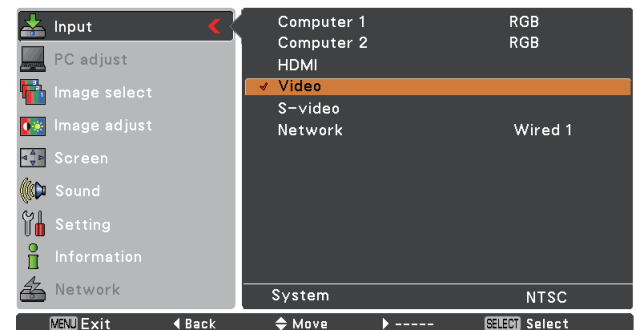 Input
PC adjust
Image select
Image adjust
Screen
Sound
Setting
Information
Network
Computer 1 RGB
Computer 2 RGB
HDMI
Video
S-video
Network Wired 1
System NTSC
MENU Exit Back Move ----- SELECT Select